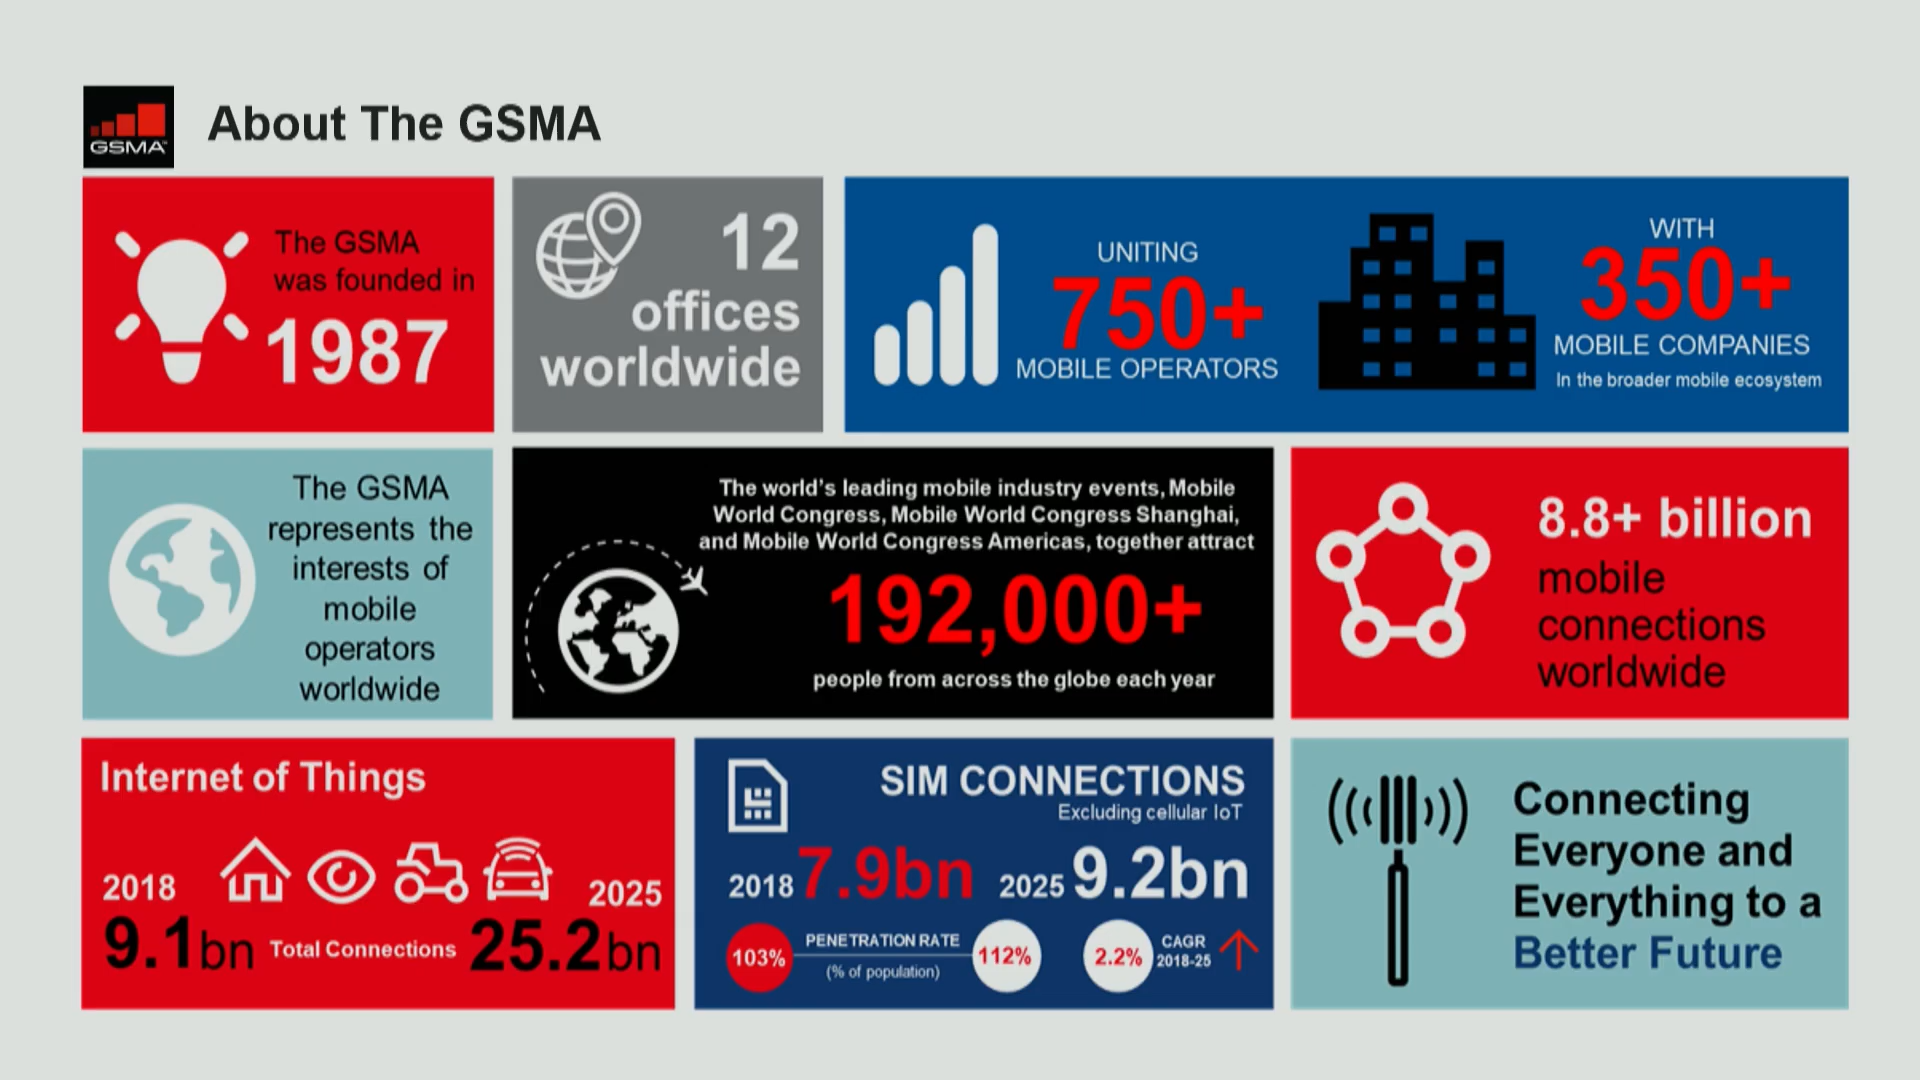 GSMA
About The GSMA
The GSMA
was founded in
1987
12
offices
worldwide
UNITING
750+
MOBILE OPERATORS
WITH
350+
MOBILE COMPANIES
In the broader mobile ecosystem
The GSMA
represents the
interests of
mobile
operators
worldwide
The world's leading mobile industry events, Mobile
World Congress, Mobile World Congress Shanghai,
and Mobile World Congress Americas, together attract
192,000+
people from across the globe each year
8.8+ billion
mobile
connections
worldwide
Internet of Things
2018
2025
9.1bn Total Connections 25.2bn
SIM CONNECTIONS
Excluding cellular IoT
2018 7.9bn 2025 9.2bn
103% PENETRATION RATE 112%
(% of population)
2.2% CAGR
2018-25
Connecting
Everyone and
Everything to a
Better Future